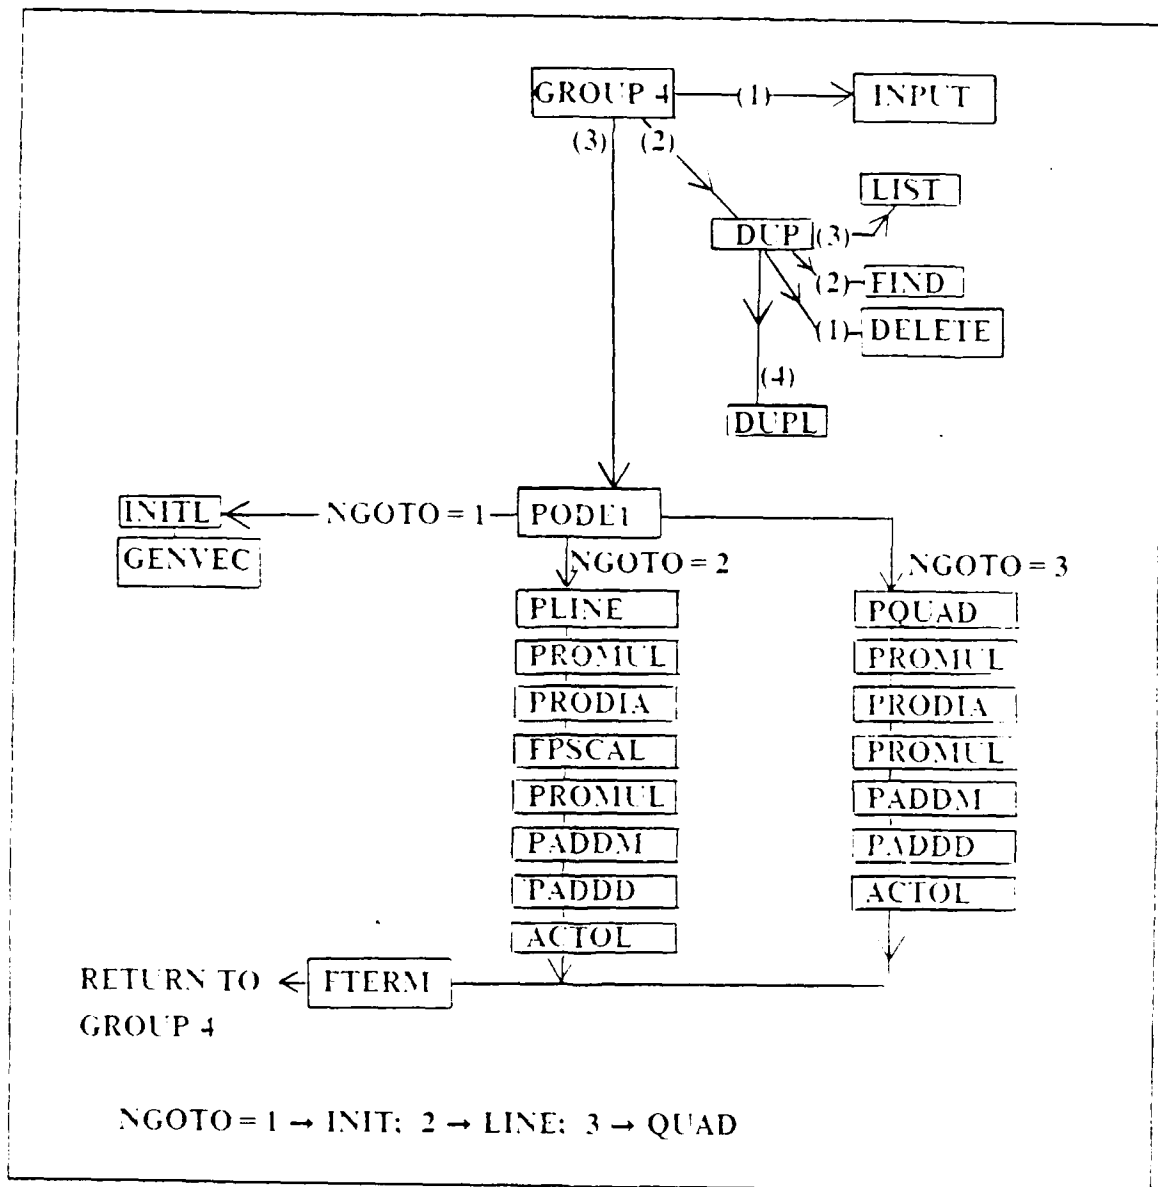 GROUP 4 (1) INPUT
(3) (2)
LIST
DUP (3)
(2) FIND
(1) DELETE
(4)
DUPL
INITL NGOTO = 1 PODE1
GENVEC
NGOTO = 2 NGOTO = 3
PLINE PQUAD
PROMUL PROMUL
PRODIA PRODIA
FPSCAL PROMUL
PROMUL PADDM
PADDM PADDD
PADDD ACTOL
ACTOL
RETURN TO FTERM
GROUP 4
NGOTO = 1 → INIT; 2 → LINE; 3 → QUAD